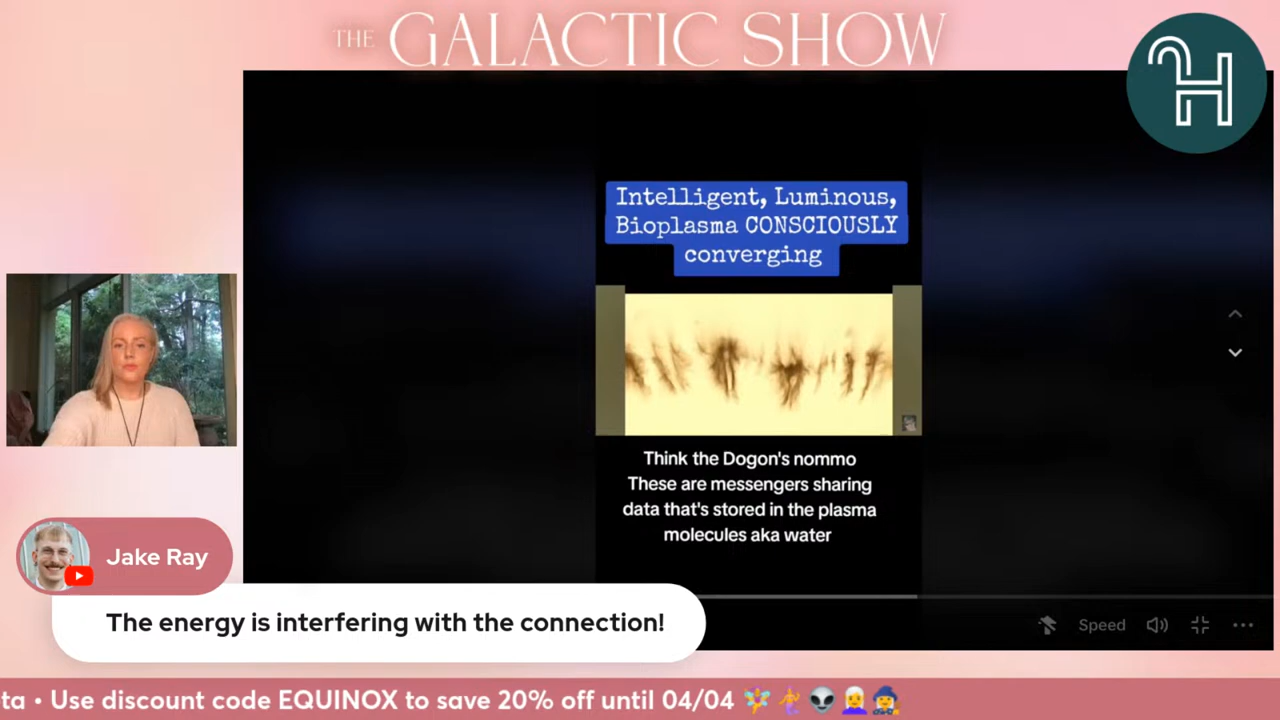 THE GALACTIC SHOW
H
Intelligent, Luminous,
Bioplasma CONSCIOUSLY
converging
Think the Dogon's nommo
These are messengers sharing
data that's stored in the plasma
molecules aka water
Jake Ray
The energy is interfering with the connection!
Speed
ta • Use discount code EQUINOX to save 20% off until 04/04 🧚‍♀️🧜‍♀️👽👩‍🦳🧙‍♀️